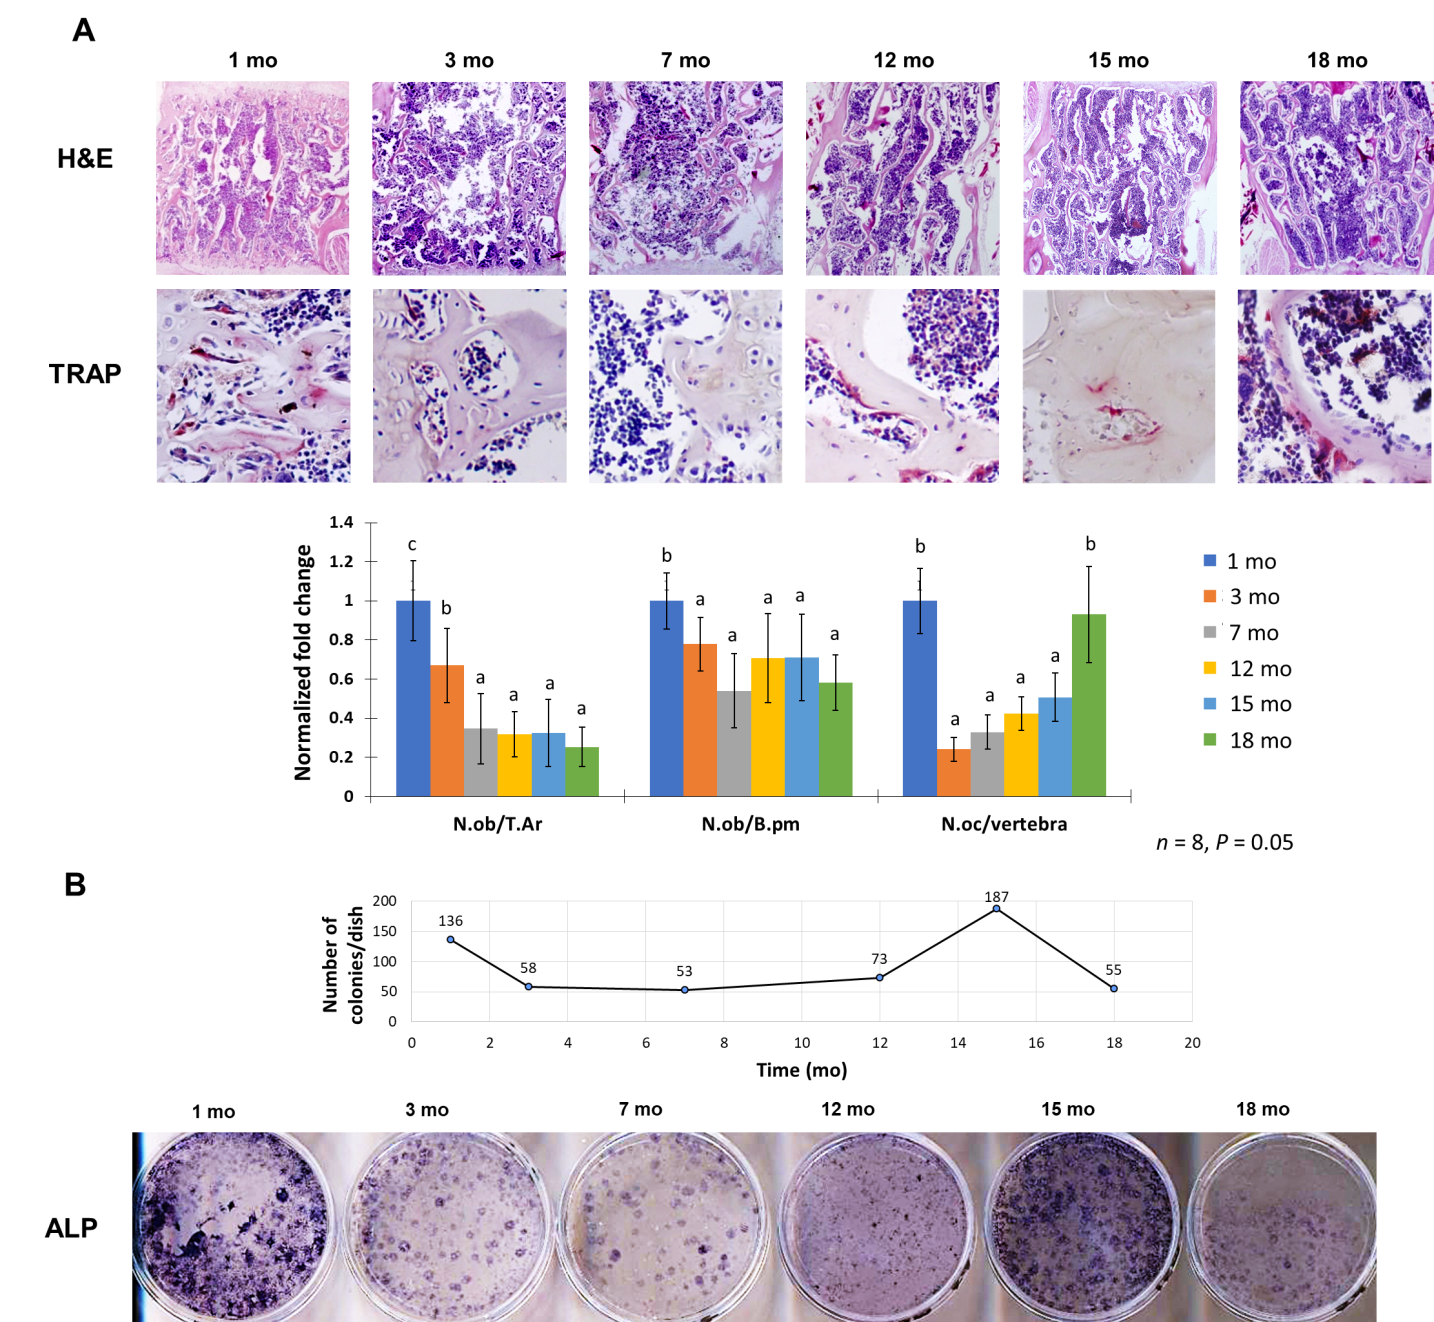 A
1 mo 3 mo 7 mo 12 mo 15 mo 18 mo
H&E
TRAP
Normalized fold change
1.4
1.2
1
0.8
0.6
0.4
0.2
0
c b a a a a
b a a a a a
b a a a a b
N.ob/T.Ar N.ob/B.pm N.oc/vertebra
1 mo
3 mo
7 mo
12 mo
15 mo
18 mo
n = 8, P = 0.05
B
Number of
colonies/dish
200
150
100
50
0
136 58 53 73 187 55
0 2 4 6 8 10 12 14 16 18 20
Time (mo)
1 mo 3 mo 7 mo 12 mo 15 mo 18 mo
ALP